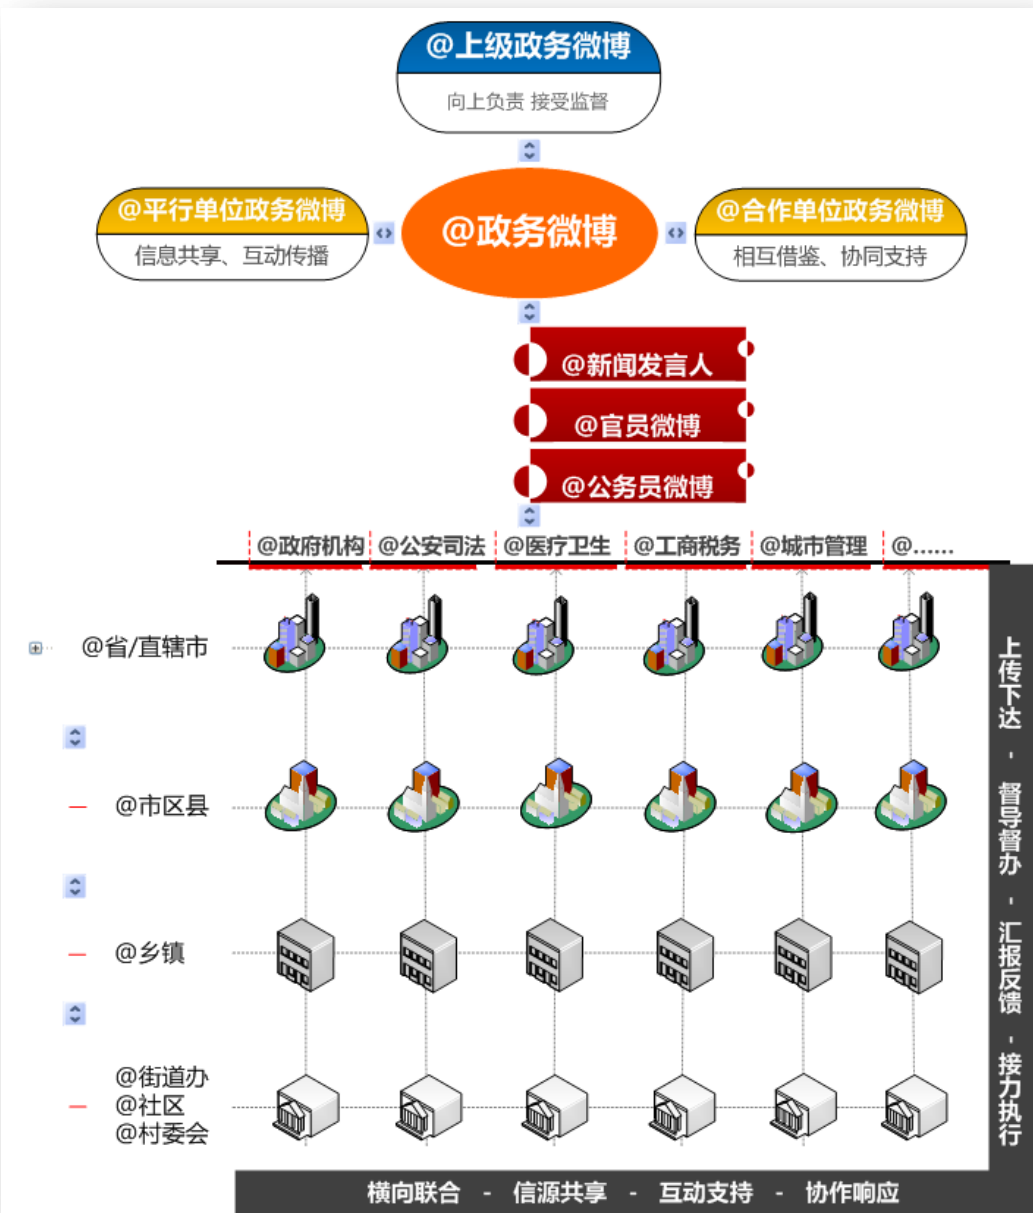 @上级政务微博
向上负责 接受监督
@平行单位政务微博
信息共享、互动传播
@政务微博
@合作单位政务微博
相互借鉴、协同支持
@新闻发言人
@官员微博
@公务员微博
@政府机构
@公安司法
@医疗卫生
@工商税务
@城市管理
@......
@省/直辖市
@市区县
@乡镇
@街道办
@社区
@村委会
上传下达 - 督导督办 - 汇报反馈 - 接力执行
横向联合 - 信源共享 - 互动支持 - 协作响应